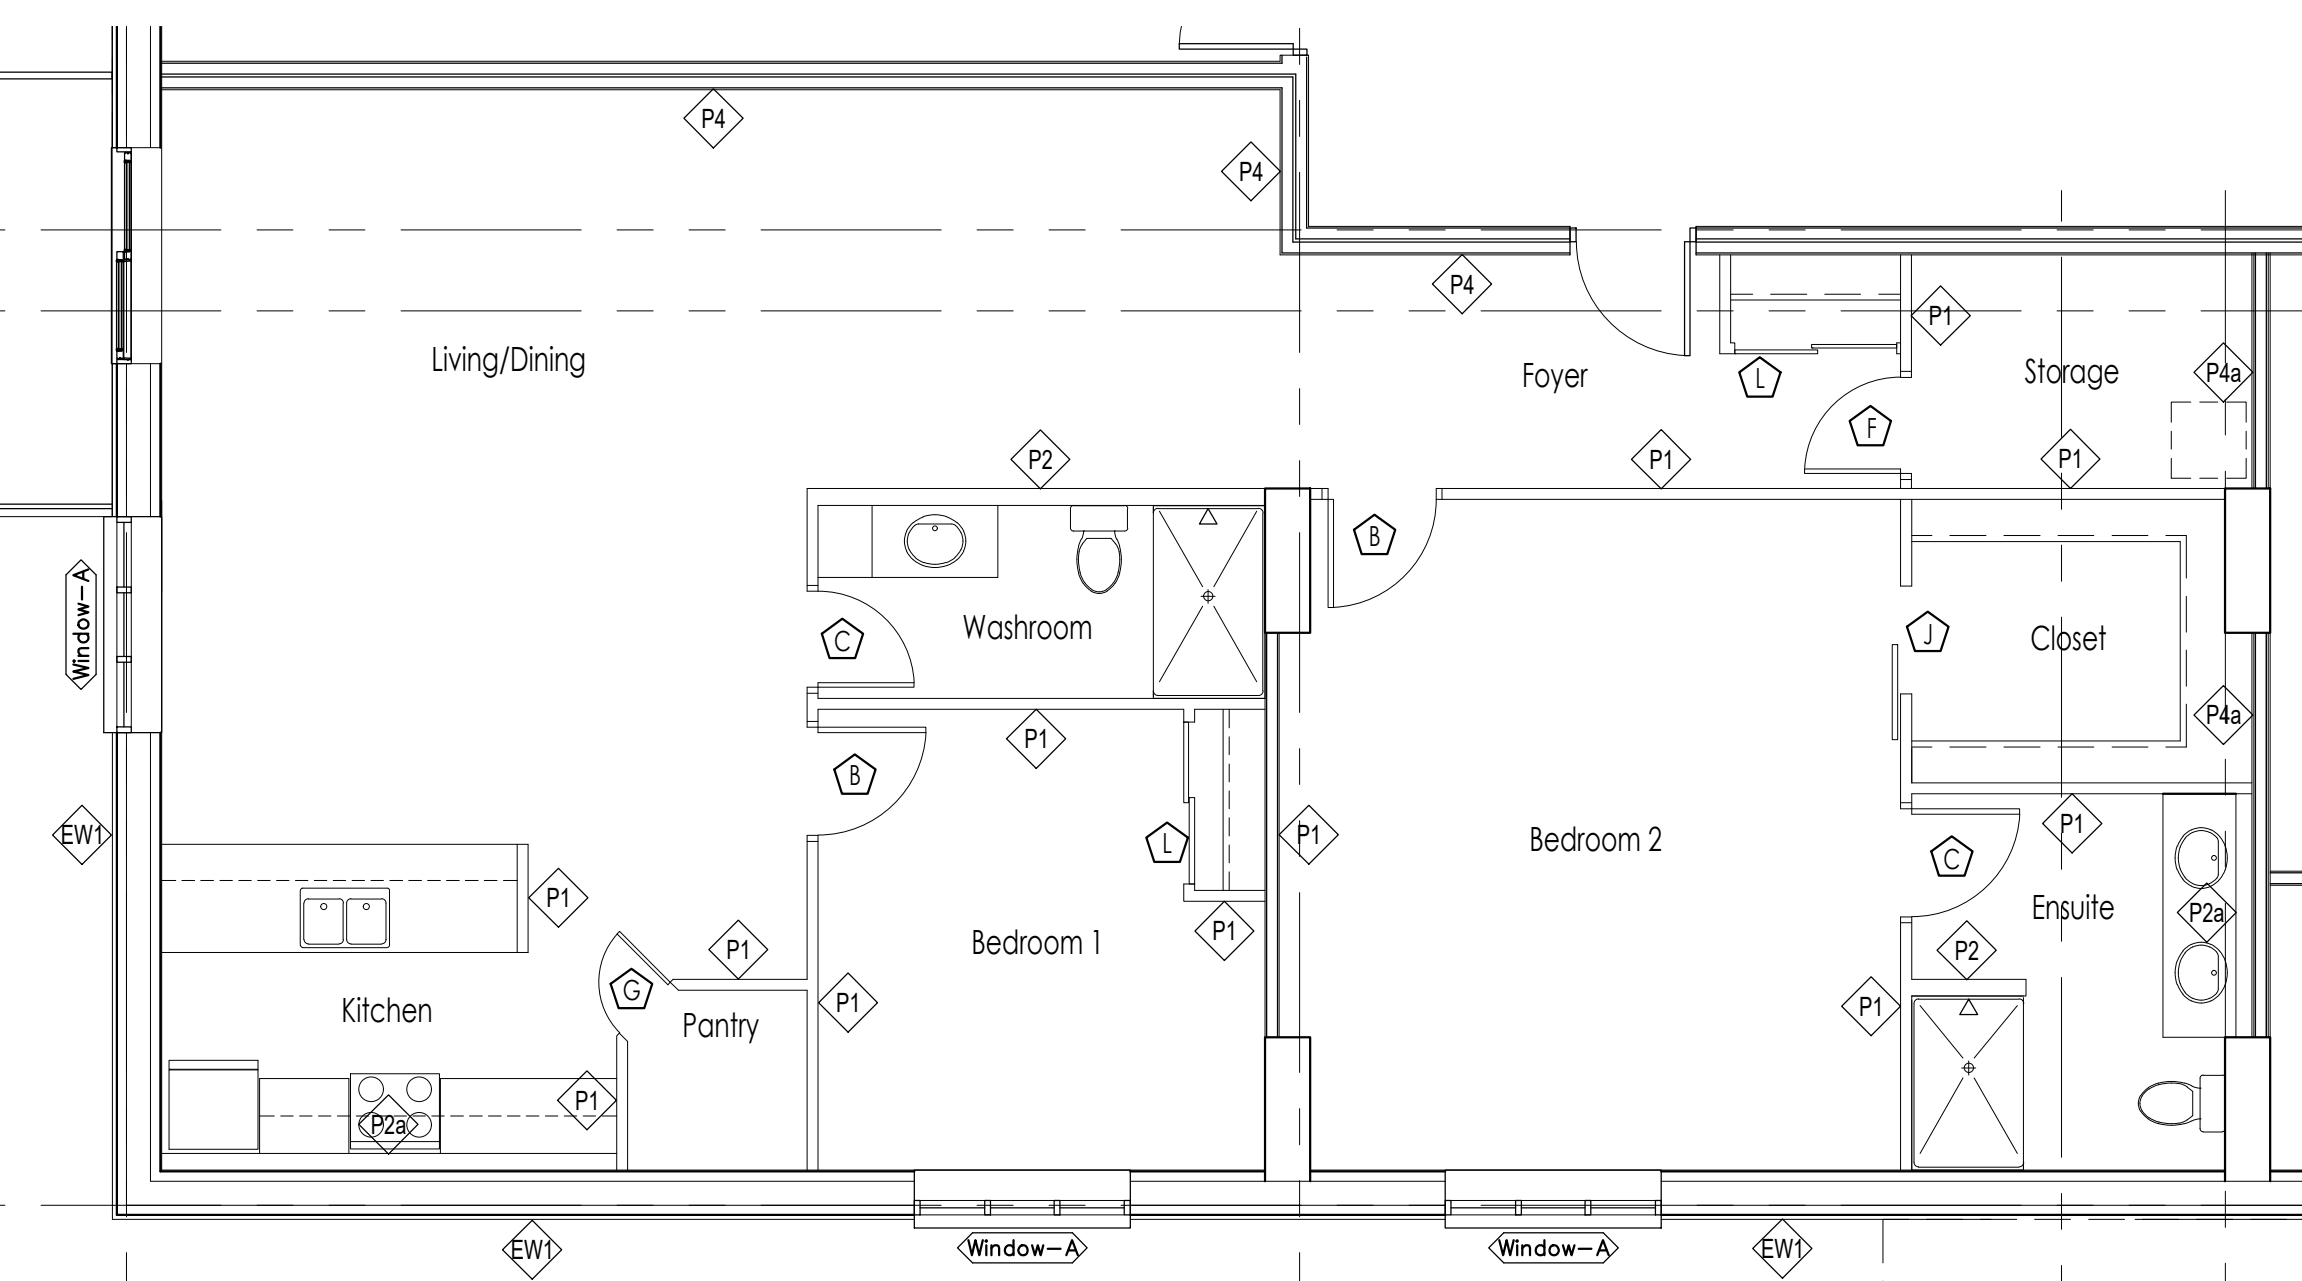 P4
P4
P4
P1
Living/Dining
Foyer
L
Storage
P4a
F
P2
P1
P1
B
Window-A
C
Washroom
J
Closet
P4a
P1
B
L
EW1
P1
Bedroom 2
P1
C
P1
P1
Bedroom 1
P1
Ensuite
P2a
P2
G
Kitchen
Pantry
P1
P1
P1
P2a
EW1
Window-A
Window-A
EW1